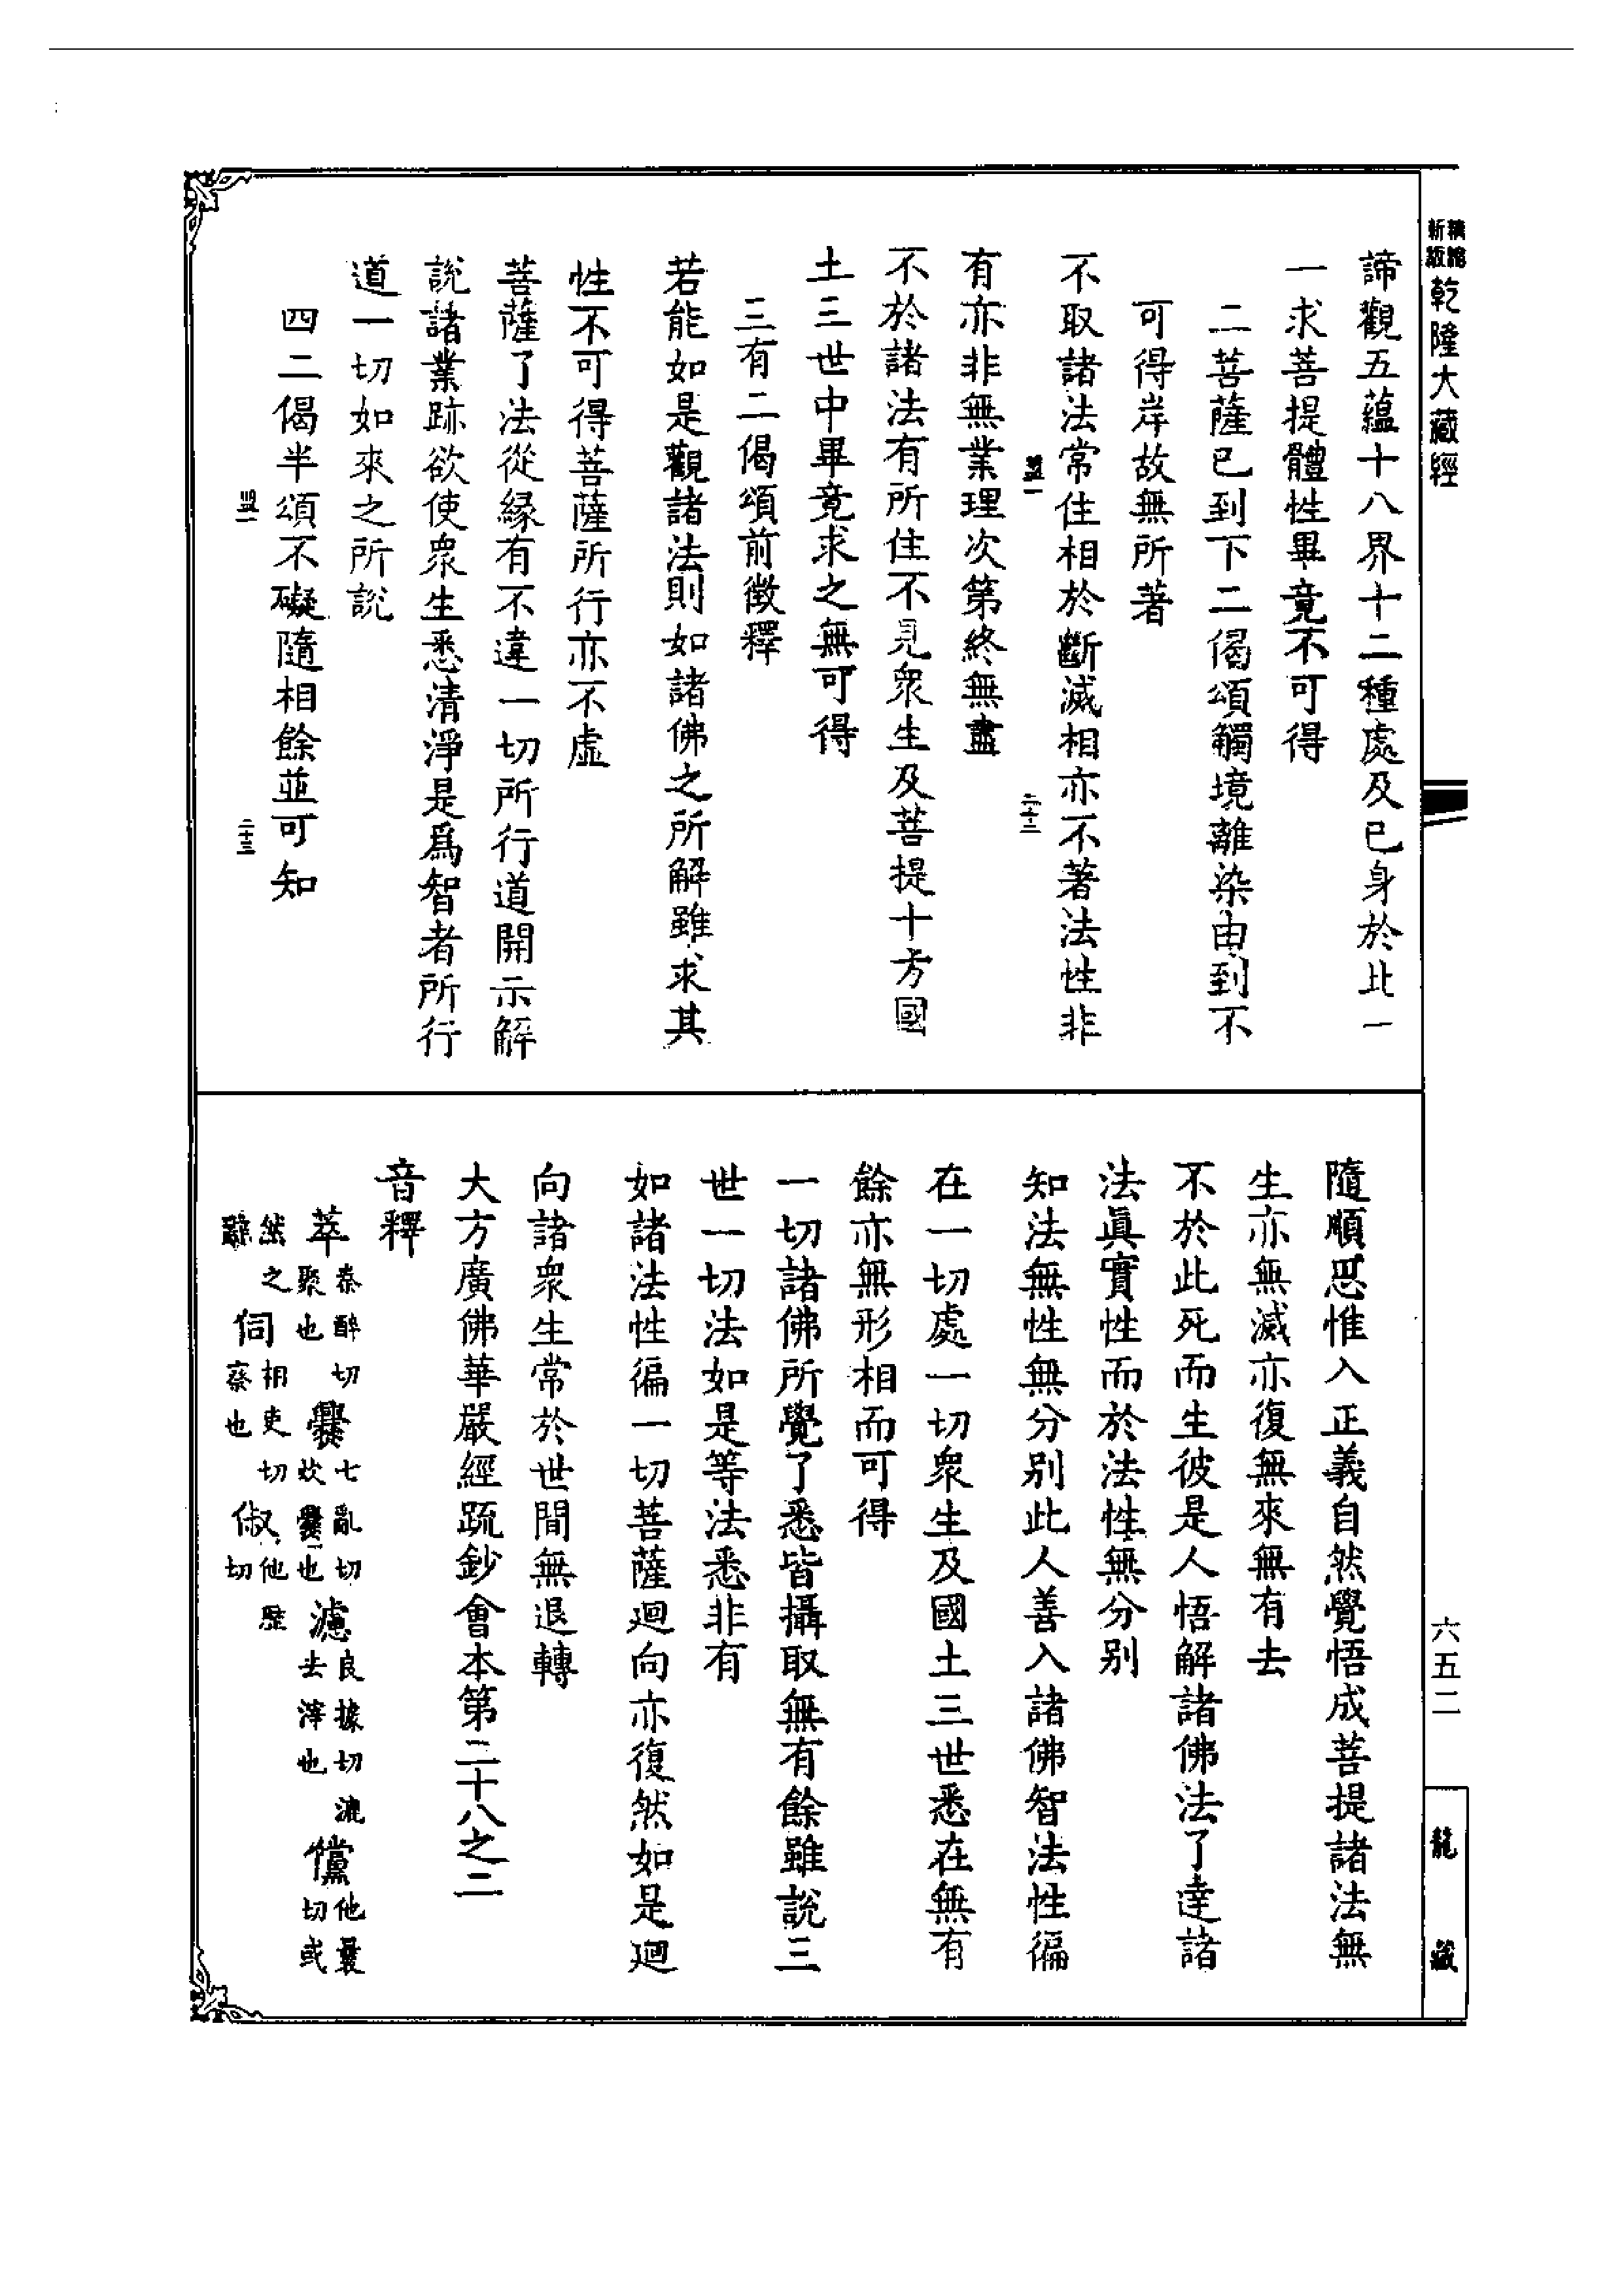 新版 精縮 乾隆大藏經
諦觀五蘊十八界十二種處及已身於此一
一求菩提體性畢竟不可得
二菩薩已到下二偈頌觸境離染由到不
可得岸故無所著
不取諸法常住相於斷滅相亦不著法性非
盟一
二十三
有亦非無業理次第終無盡
不於諸法有所住不見衆生及菩提十方國
土三世中畢竟求之無可得
三有二偈頌前徵釋
若能如是觀諸法則如諸佛之所解雖求其
性不可得菩薩所行亦不虛
菩薩了法從緣有不違一切所行道開示解
說諸業跡欲使衆生悉清淨是爲智者所行
道一切如來之所說
四二偈半頌不礙隨相餘並可知
盟一
二十三
隨順思惟入正義自然覺悟成菩提諸法無
生亦無滅亦復無來無有去
不於此死而生彼是人悟解諸佛法了達諸
法眞實性而於法性無分別
知法無性無分別此人善入諸佛智法性徧
在一切處一切衆生及國土三世悉在無有
餘亦無形相而可得
一切諸佛所覺了悉皆攝取無有餘雖說三
世一切法如是等法悉非有
如諸法性徧一切菩薩迴向亦復然如是迴
向諸衆生常於世間無退轉
大方廣佛華嚴經疏鈔會本第二十八之二
音釋
萃 秦醉切聚也 爨 七亂切炊爨也 濾 良據切漉去滓也 儻 他曩切或
然之辭 伺 相吏切察也 俶 又他歷切
六五二
龍藏